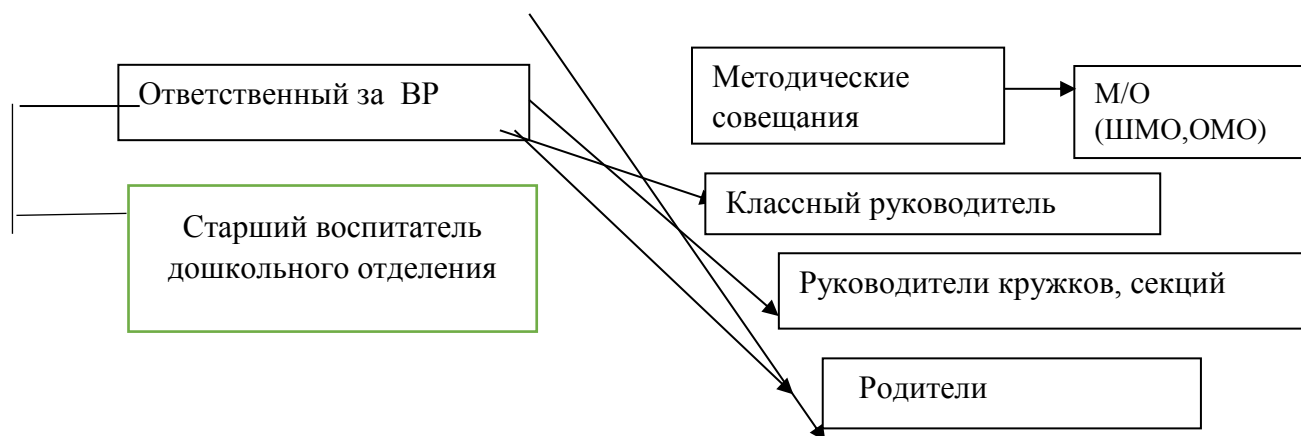 Ответственный за ВР
Методические
совещания
М/О
(ШМО,ОМО)
Классный руководитель
Старший воспитатель
дошкольного отделения
Руководители кружков, секций
Родители